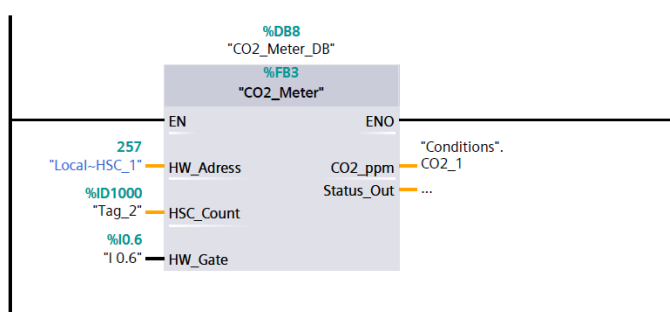 %DB8
"CO2_Meter_DB"
%FB3
"CO2_Meter"
EN ENO
257
"Local~HSC_1" HW_Adress CO2_ppm "Conditions".
CO2_1
%ID1000
"Tag_2" HSC_Count Status_Out ...
%I0.6
"I 0.6" HW_Gate